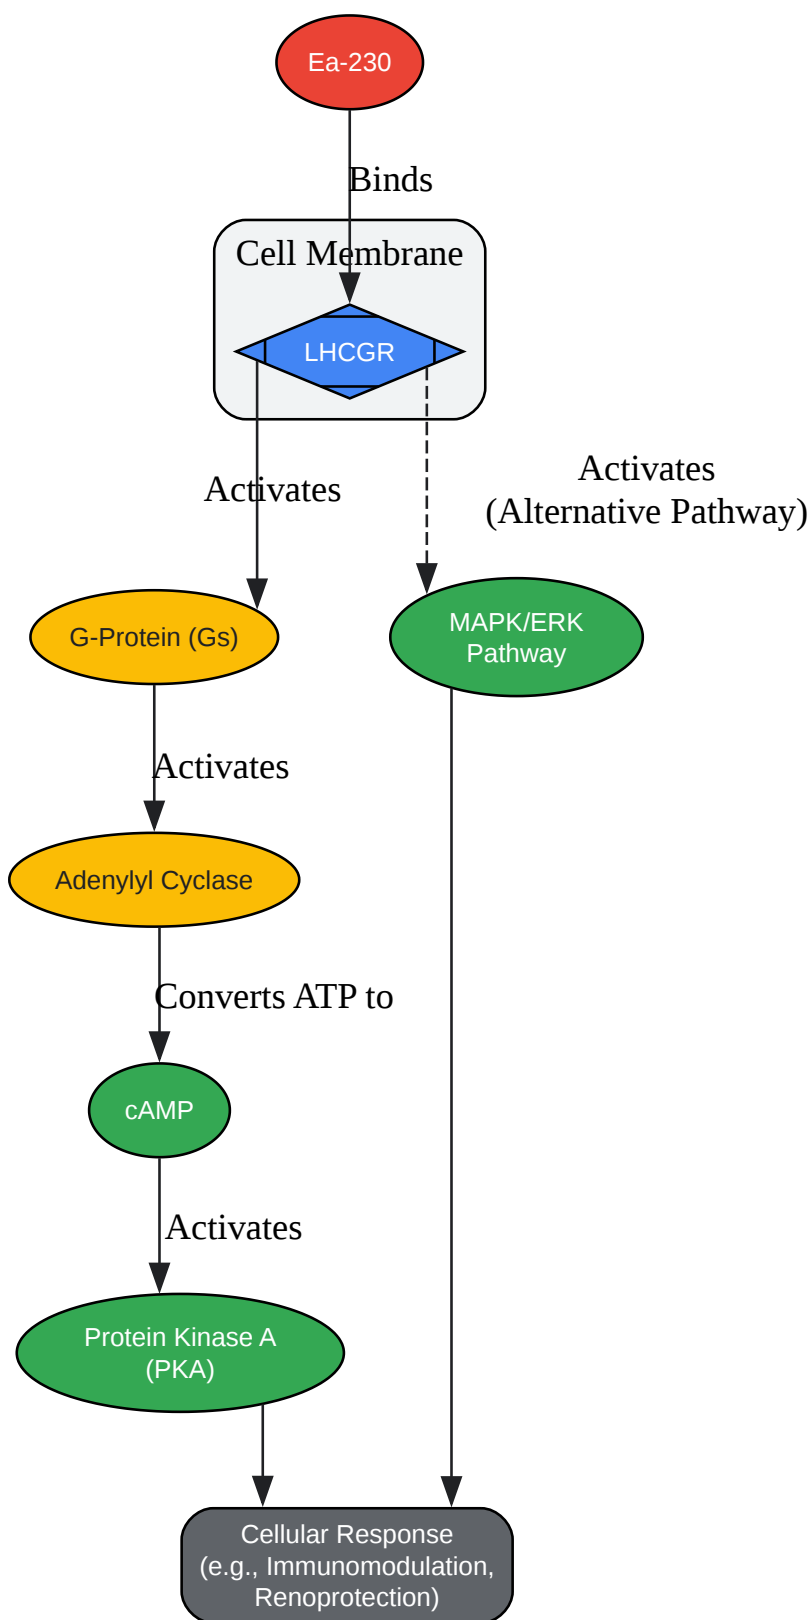 Ea-230
Binds
Cell Membrane
LHCGR
Activates
Activates
(Alternative Pathway)
G-Protein (Gs)
MAPK/ERK
Pathway
Activates
Adenylyl Cyclase
Converts ATP to
cAMP
Activates
Protein Kinase A
(PKA)
Cellular Response
(e.g., Immunomodulation,
Renoprotection)